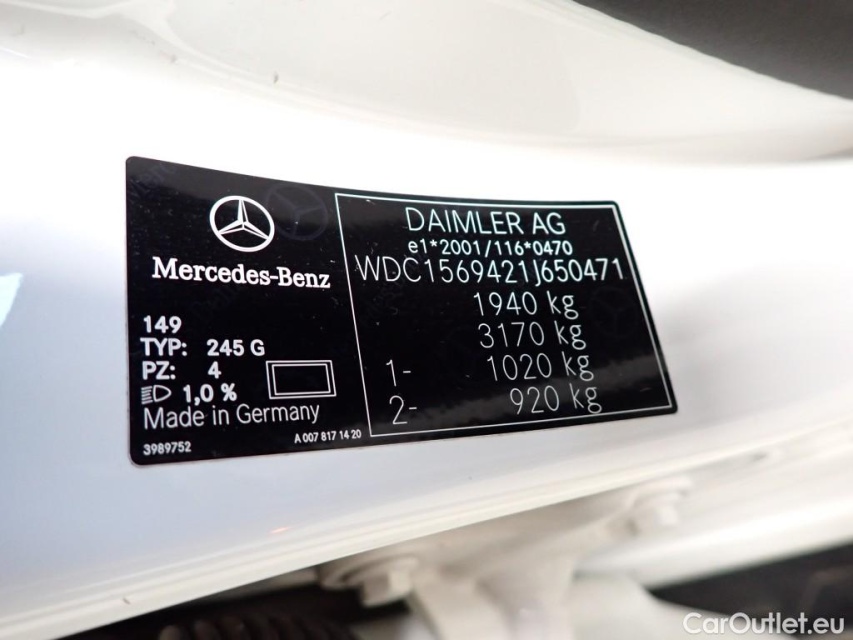 Mercedes-Benz
149
TYP: 245 G
PZ: 4
1,0 %
Made in Germany
3989752
A 007 817 14 20
DAIMLER AG
e1*2001/116*0470
WDC1569421J650471
1940 kg
3170 kg
1- 1020 kg
2- 920 kg
CarOutlet.eu